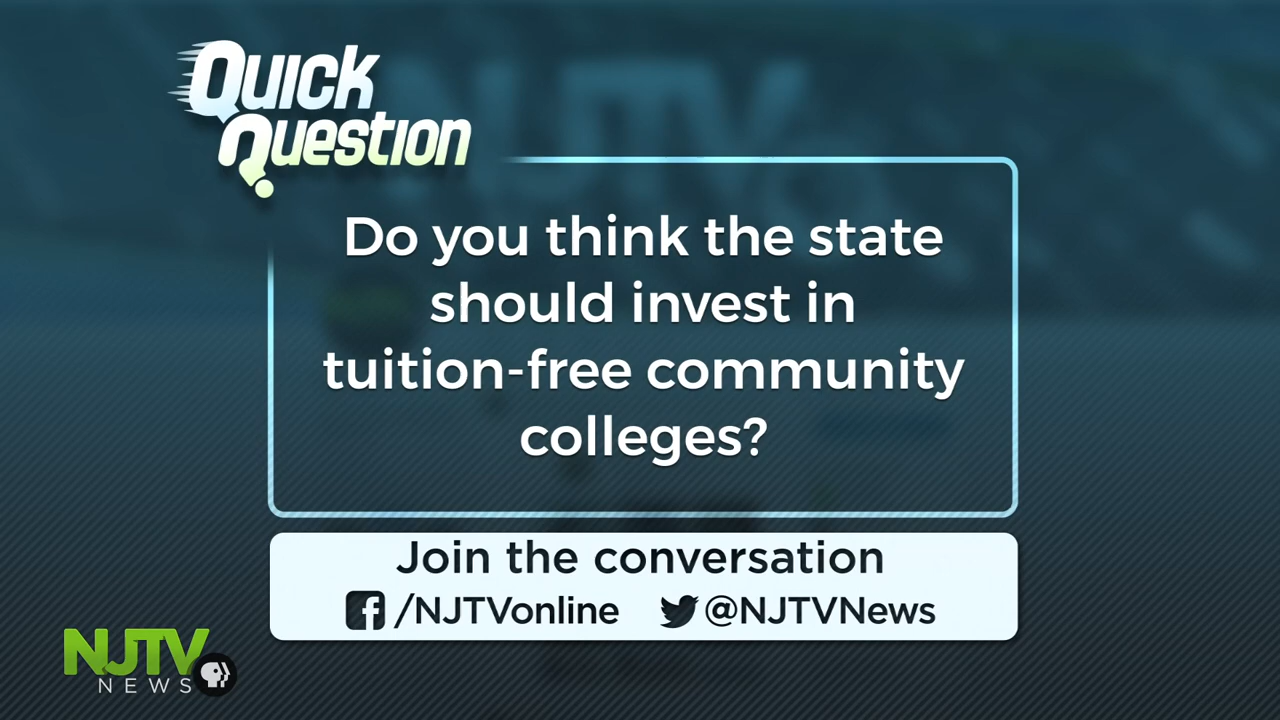 Quick
Question
Do you think the state
should invest in
tuition-free community
colleges?
Join the conversation
/NJTVonline @NJTVNews
NJTV
NEWS